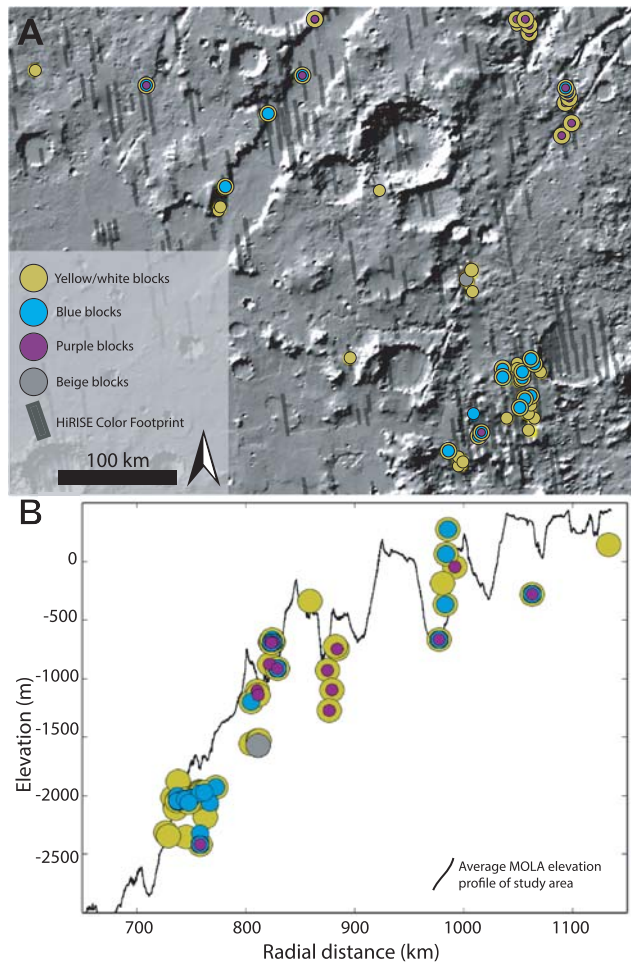 A
Yellow/white blocks
Blue blocks
Purple blocks
Beige blocks
HiRISE Color Footprint
100 km
B
0
-500
-1000
-1500
-2000
-2500
Elevation (m)
Average MOLA elevation
profile of study area
700 800 900 1000 1100
Radial distance (km)